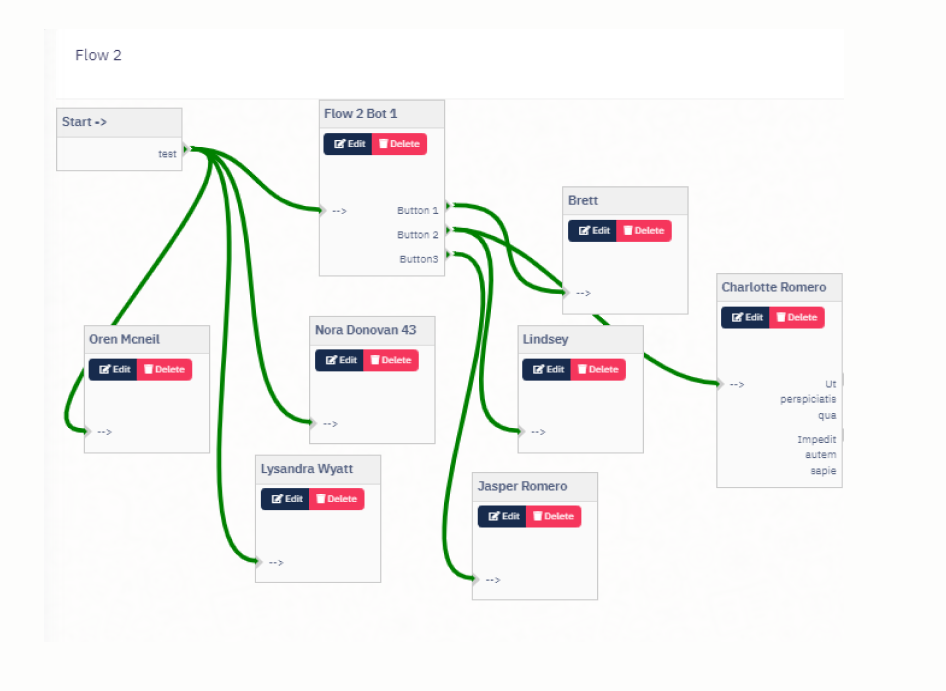 Flow 2
Start ->
test
Flow 2 Bot 1
Edit Delete
-->
Button 1
Button 2
Button3
Brett
Edit Delete
-->
Charlotte Romero
Edit Delete
-->
Ut
perspiciatis
qua
Impedit
autem
sapie
Oren Mcneil
Edit Delete
-->
Nora Donovan 43
Edit Delete
-->
Lindsey
Edit Delete
-->
Lysandra Wyatt
Edit Delete
-->
Jasper Romero
Edit Delete
-->